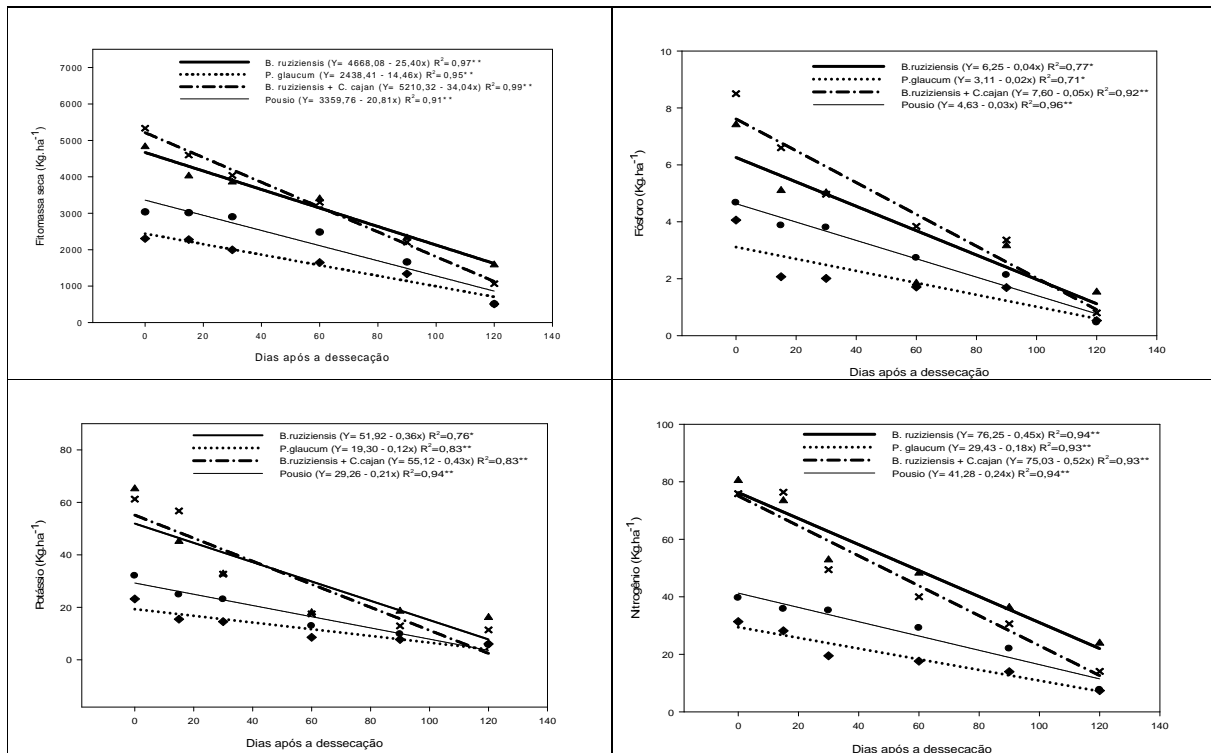 B. ruziziensis (Y= 4668,08 - 25,40x) R²= 0,97**
P. glaucum (Y= 2438,41 - 14,46x) R²= 0,95**
B. ruziziensis + C. cajan (Y= 5210,32 - 34,04x) R²= 0,99**
Pousio (Y= 3359,76 - 20,81x) R²= 0,91**
7000
6000
5000
4000
3000
2000
1000
0
Fitomassa seca (Kg.ha⁻¹)
0 20 40 60 80 100 120 140
Dias após a dessecação
B.ruziziensis (Y= 6,25 - 0,04x) R²=0,77*
P.glaucum (Y= 3,11 - 0,02x) R²=0,71*
B.ruziziensis + C.cajan (Y= 7,60 - 0,05x) R²=0,92**
Pousio (Y= 4,63 - 0,03x) R²=0,96**
10
8
6
4
2
0
Fósforo (Kg.ha⁻¹)
0 20 40 60 80 100 120 140
Dias após a dessecação
B.ruziziensis (Y= 51,92 - 0,36x) R²=0,76*
P.glaucum (Y= 19,30 - 0,12x) R²=0,83**
B.ruziziensis + C.cajan (Y= 55,12 - 0,43x) R²=0,83**
Pousio (Y= 29,26 - 0,21x) R²=0,94**
80
60
40
20
0
Potássio (Kg.ha⁻¹)
0 20 40 60 80 100 120 140
Dias após a dessecação
B. ruziziensis (Y= 76,25 - 0,45x) R²=0,94**
P. glaucum (Y= 29,43 - 0,18x) R²=0,93**
B. ruziziensis + C.cajan (Y= 75,03 - 0,52x) R²=0,93**
Pousio (Y= 41,28 - 0,24x) R²=0,94**
100
80
60
40
20
0
Nitrogênio (Kg.ha⁻¹)
0 20 40 60 80 100 120 140
Dias após a dessecação